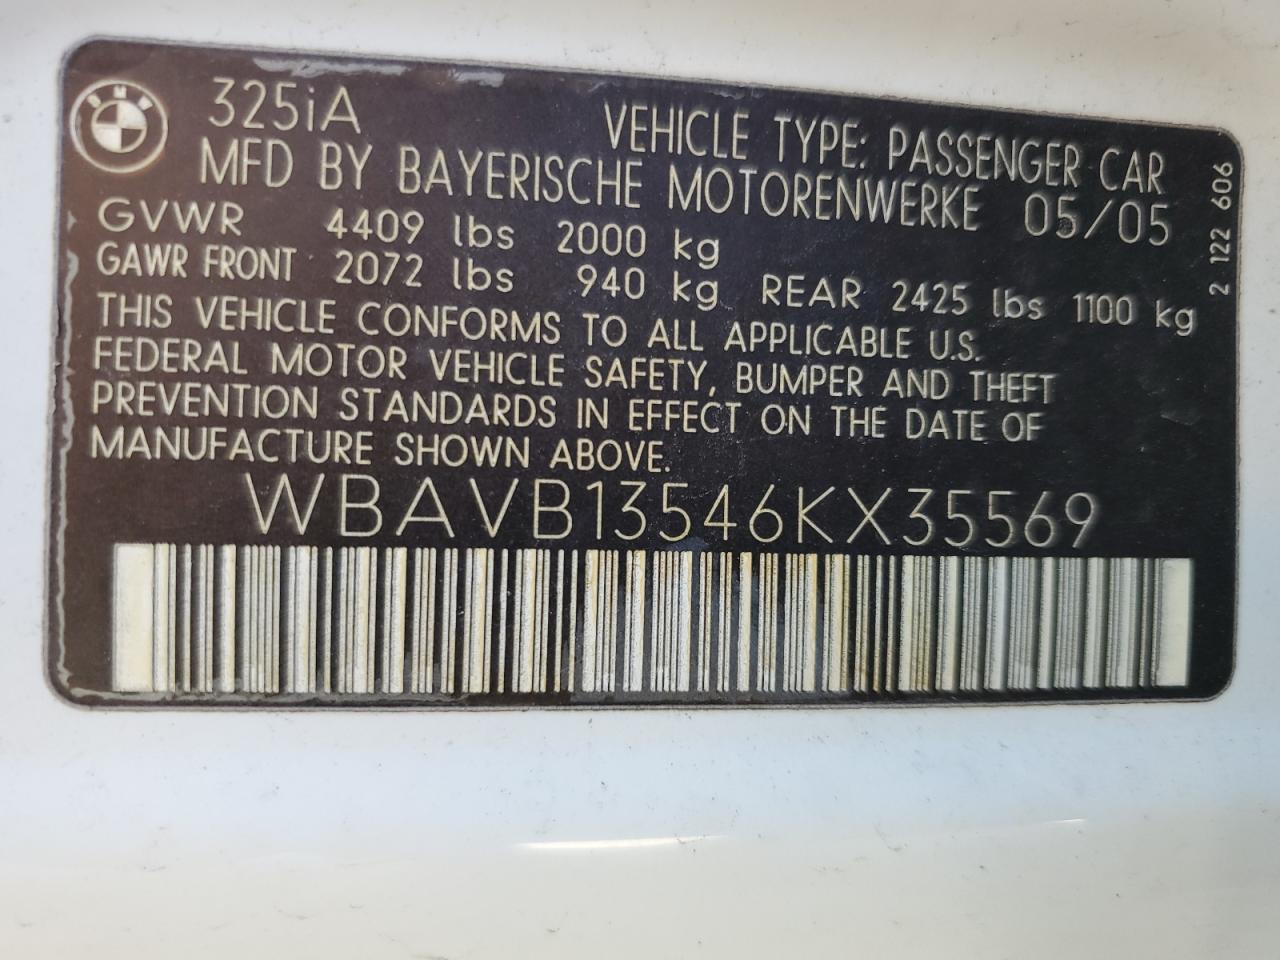 BMW
325iA
VEHICLE TYPE: PASSENGER CAR
MFD BY BAYERISCHE MOTORENWERKE 05/05
GVWR 4409 lbs 2000 kg
GAWR FRONT 2072 lbs 940 kg REAR 2425 lbs 1100 kg
THIS VEHICLE CONFORMS TO ALL APPLICABLE U.S.
FEDERAL MOTOR VEHICLE SAFETY, BUMPER AND THEFT
PREVENTION STANDARDS IN EFFECT ON THE DATE OF
MANUFACTURE SHOWN ABOVE.
WBAVB13546KX35569
2 122 606